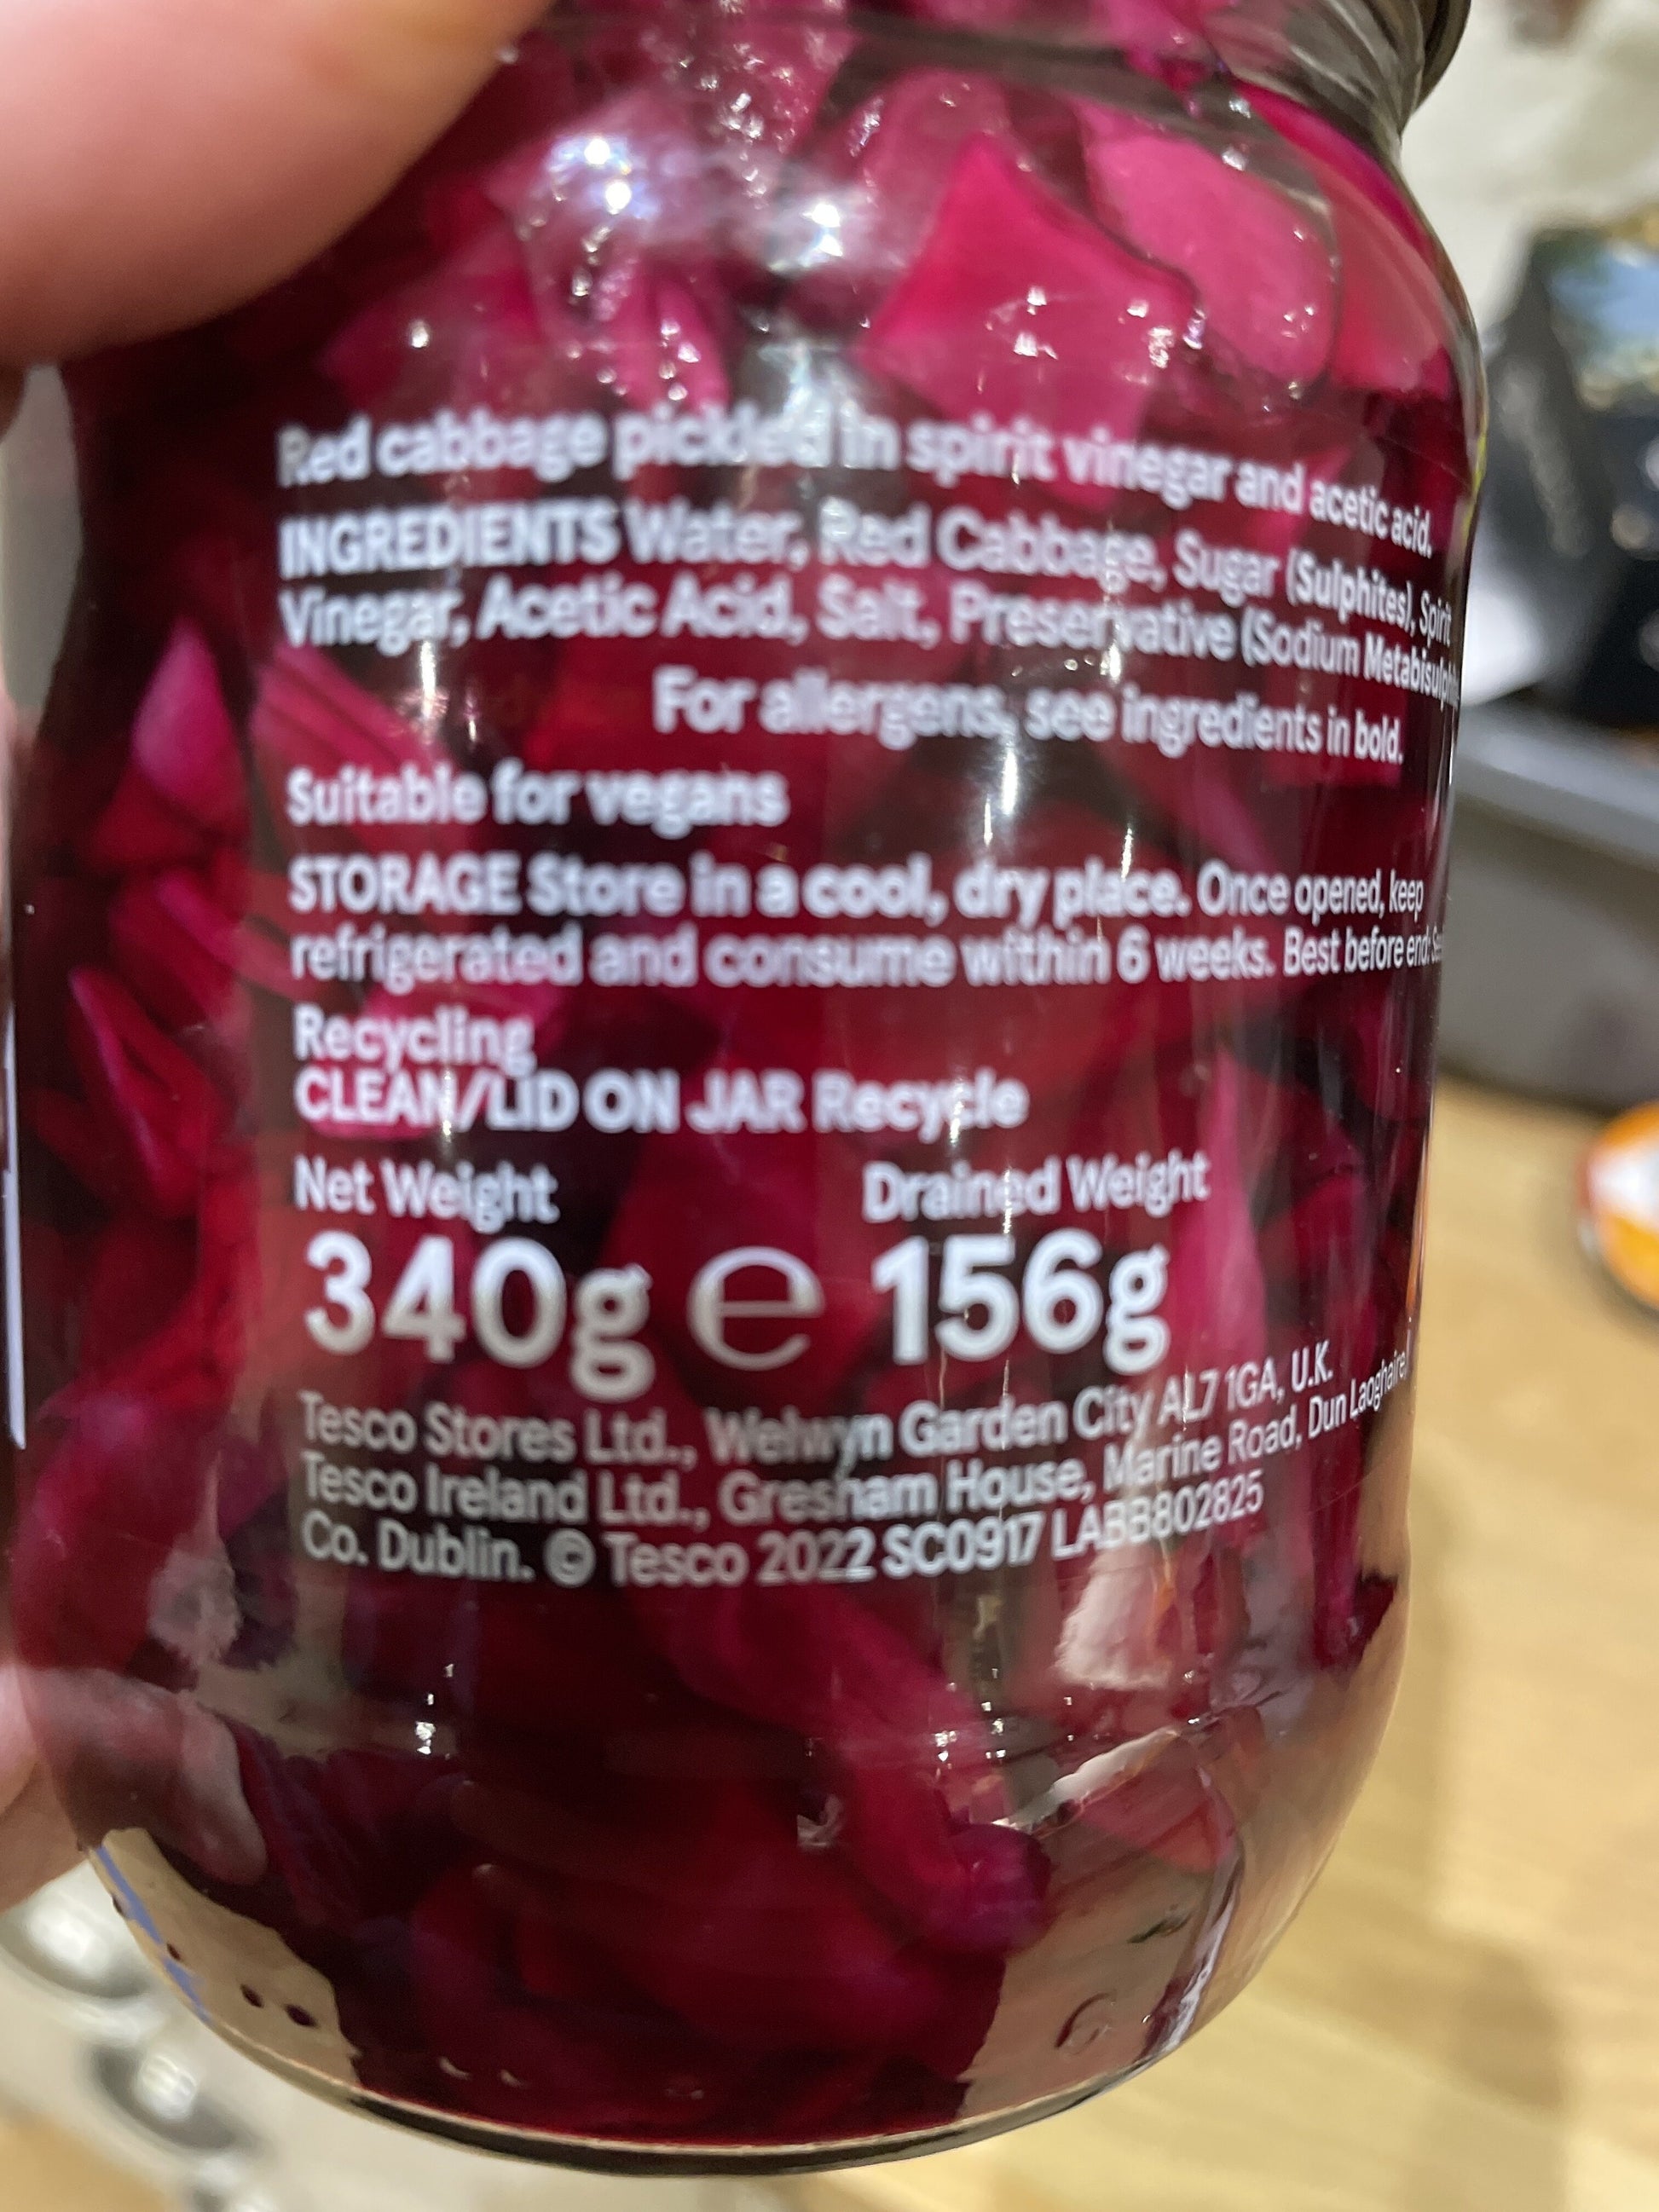 Red cabbage pickled in spirit vinegar and acetic acid.
INGREDIENTS Water, Red Cabbage, Sugar (Sulphites), Spirit
Vinegar, Acetic Acid, Salt, Preservative (Sodium
For allergens, see ingredients in bold.
Suitable for vegans
STORAGE Store in a cool, dry place. Once opened, keep
refrigerated and consume within 6 weeks. Best before end:
Recycling
CLEAN/LID ON JAR Recycle
Net Weight Drained Weight
340g e 156g
Tesco Stores Ltd., Welwyn Garden City AL7 1GA, U.K.
Tesco Ireland Ltd., Gresham House, Marine Road, Dun Laoghaire,
Co. Dublin. © Tesco 2022 SC0917 LABB802825